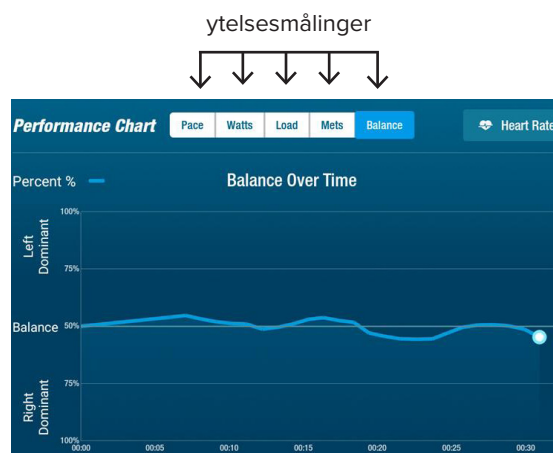 ytelsesmålinger
Performance Chart Pace Watts Load Mets Balance Heart Rate
Percent % Balance Over Time
100%
Left
Dominant
75%
Balance 50%
75%
Right
Dominant
100%
00:00 00:05 00:10 00:15 00:20 00:25 00:30